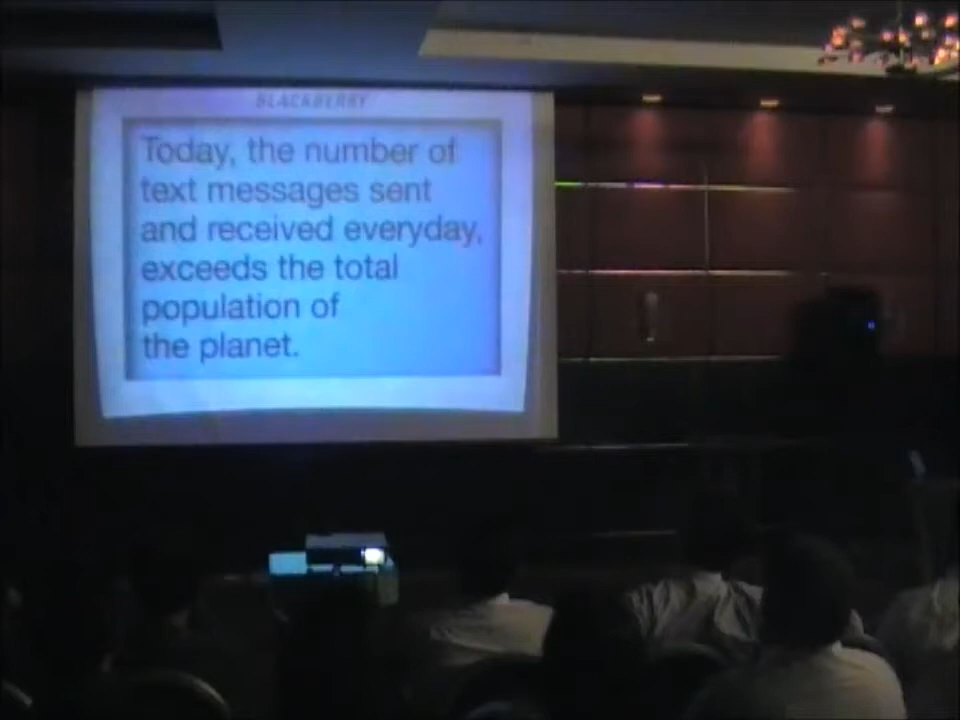 BLACKBERRY
Today, the number of
text messages sent
and received everyday,
exceeds the total
population of
the planet.